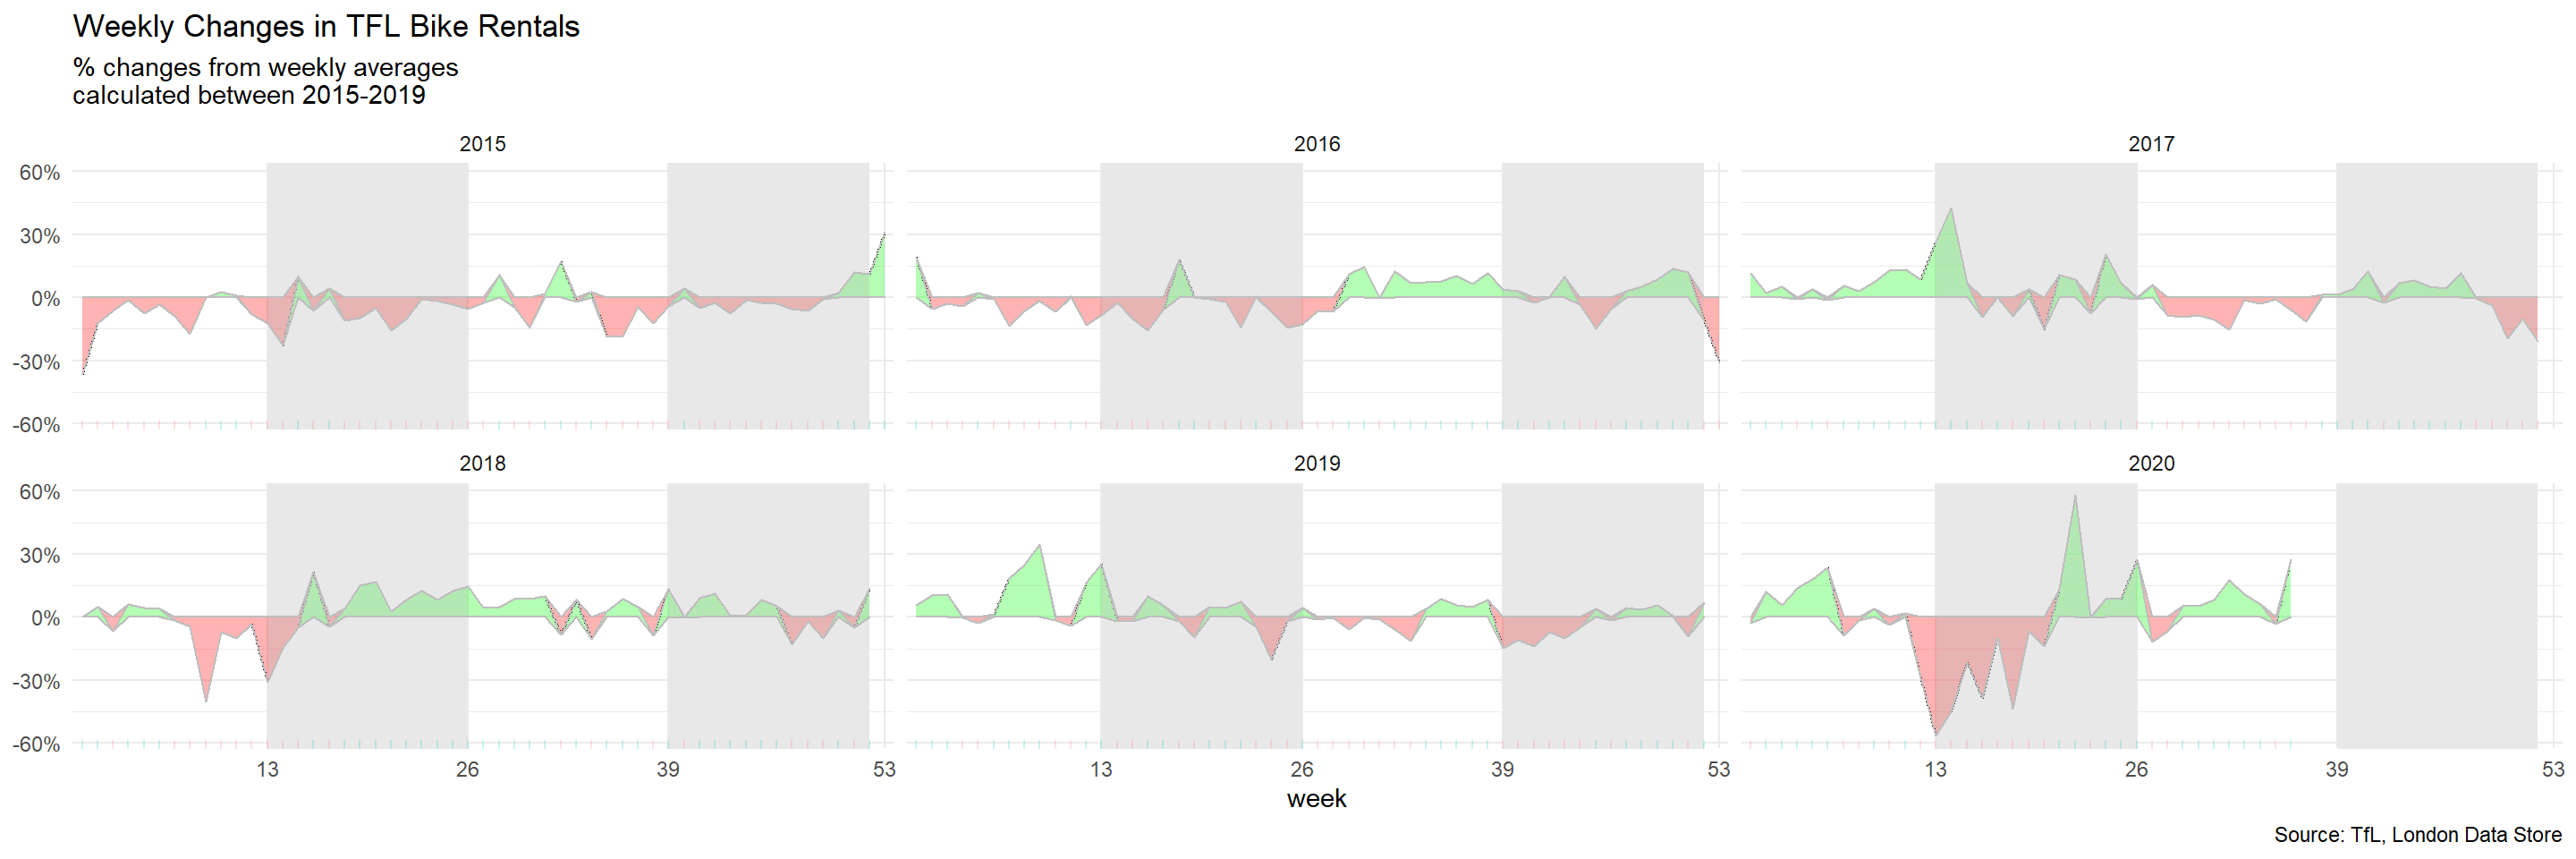 Weekly Changes in TFL Bike Rentals
% changes from weekly averages
calculated between 2015-2019
2015 2016 2017
60%
30%
0%
-30%
-60%
2018 2019 2020
60%
30%
0%
-30%
-60%
13 26 39 53 13 26 39 53 13 26 39 53
week
Source: TfL, London Data Store